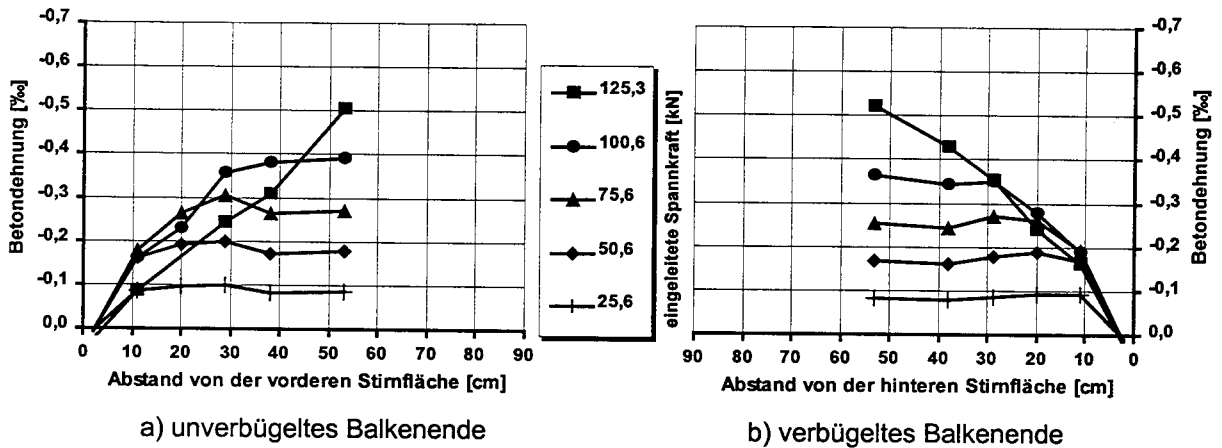 -0,7
-0,6
-0,5
-0,4
-0,3
-0,2
-0,1
0,0
Betondehnung [‰]
0 10 20 30 40 50 60 70 80 90
Abstand von der vorderen Stirnfläche [cm]
a) unverbügeltes Balkenende
125,3
100,6
75,6
50,6
25,6
eingeleitete Spannkraft [kN]
-0,7
-0,6
-0,5
-0,4
-0,3
-0,2
-0,1
0,0
Betondehnung [‰]
90 80 70 60 50 40 30 20 10 0
Abstand von der hinteren Stirnfläche [cm]
b) verbügeltes Balkenende